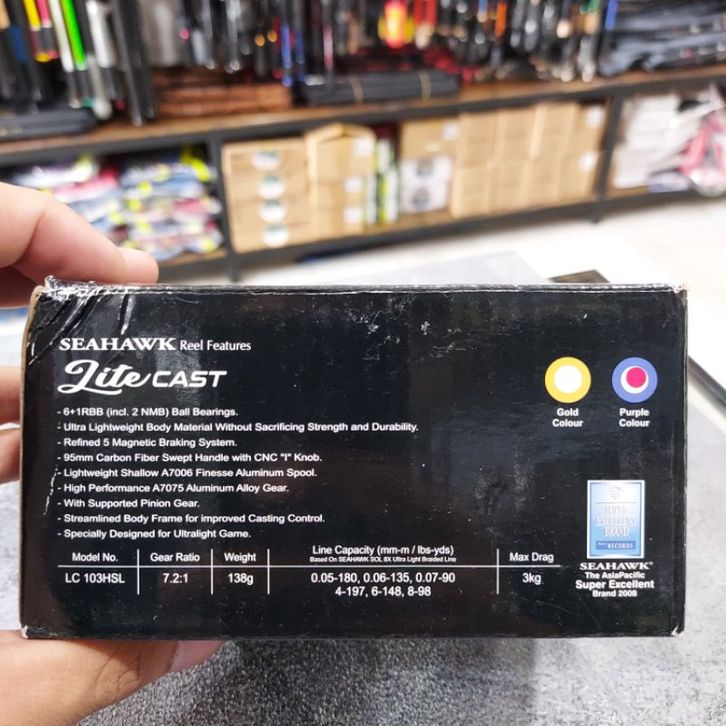 SEAHAWK Reel Features
Lite CAST
- 6+1RBB (incl. 2 NMB) Ball Bearings.
- Ultra Lightweight Body Material Without Sacrificing Strength and Durability.
- Refined 5 Magnetic Braking System.
- 95mm Carbon Fiber Swept Handle with CNC "I" Knob.
- Lightweight Shallow A7006 Finesse Aluminum Spool.
- High Performance A7075 Aluminum Alloy Gear.
- With Supported Pinion Gear.
- Streamlined Body Frame for improved Casting Control.
- Specially Designed for Ultralight Game.
Gold Colour
Purple Colour
Model No. Gear Ratio Weight Line Capacity (mm-m / lbs-yds) Max Drag
Based on SEAHAWK SOL 8X Ultra Light Braided Line
LC 103HSL 7.2:1 138g 0.05-180, 0.06-135, 0.07-90 3kg
4-197, 6-148, 8-98
SUPER
EXCELLENT
BRAND
RECORDS
SEAHAWK
The AsiaPacific
Super Excellent
Brand 2008